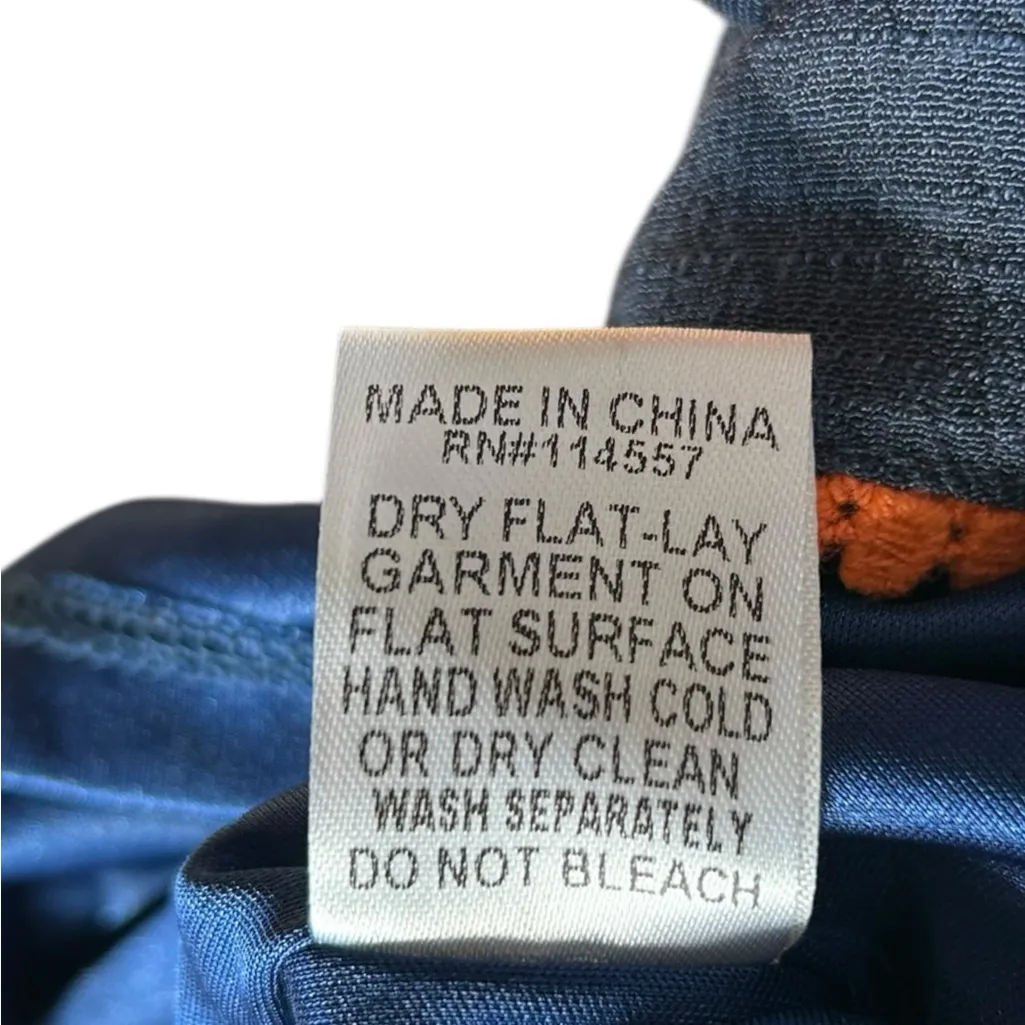 MADE IN CHINA
RN#114557
DRY FLAT-LAY
GARMENT ON
FLAT SURFACE
HAND WASH COLD
OR DRY CLEAN
WASH SEPARATELY
DO NOT BLEACH